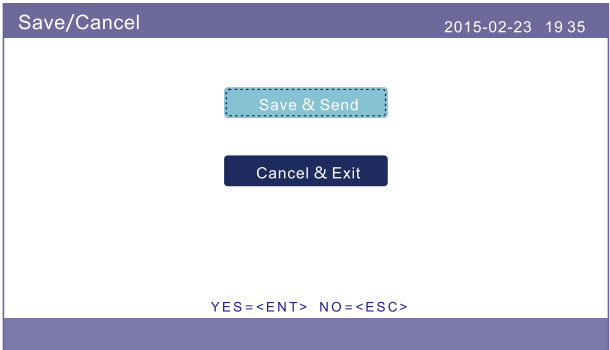 Save/Cancel 2015-02-23 19 35
Save & Send
Cancel & Exit
YES=<ENT> NO=<ESC>